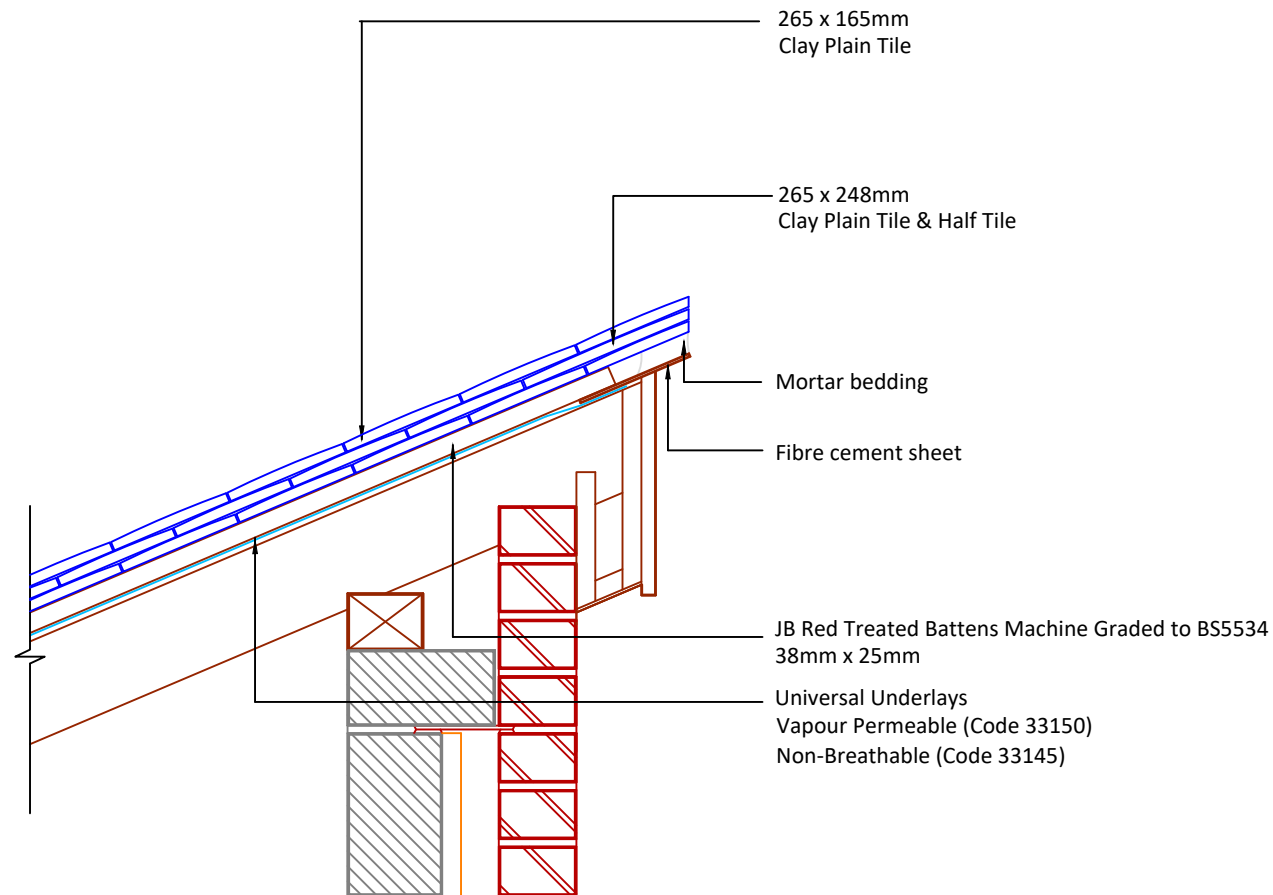 265 x 165mm
Clay Plain Tile
265 x 248mm
Clay Plain Tile & Half Tile
Mortar bedding
Fibre cement sheet
JB Red Treated Battens Machine Graded to BS5534
38mm x 25mm
Universal Underlays
Vapour Permeable (Code 33150)
Non-Breathable (Code 33145)